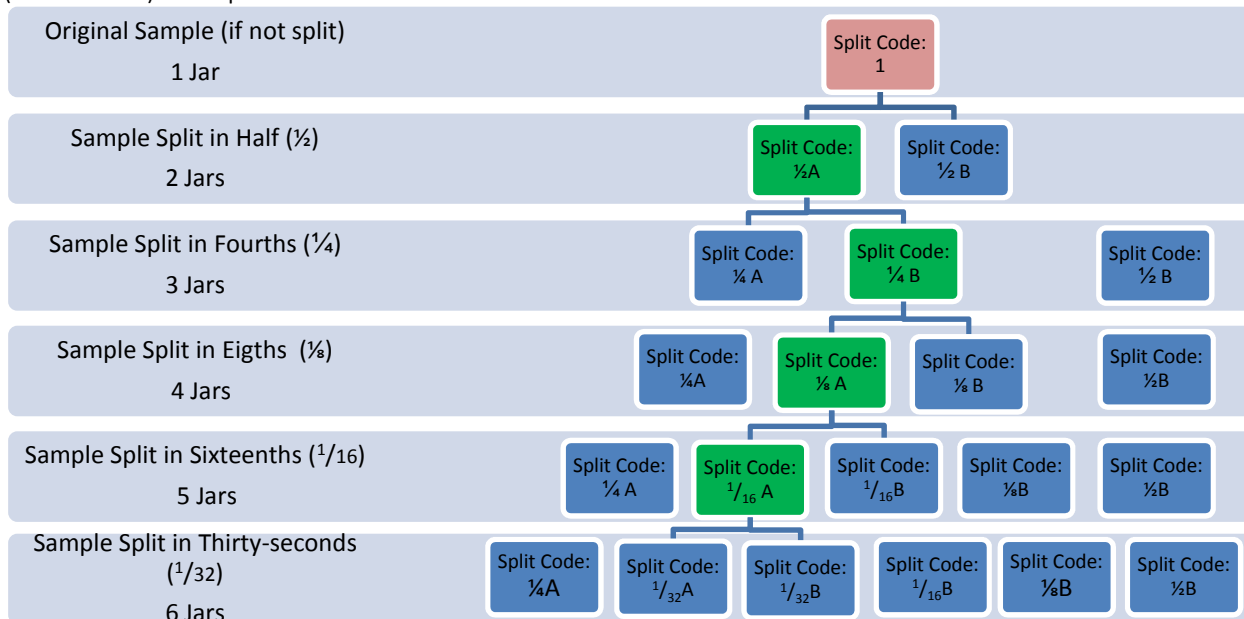 Original Sample (if not split)
1 Jar
Split Code:
1
Sample Split in Half (½)
2 Jars
Split Code:
½A
Split Code:
½ B
Sample Split in Fourths (¼)
3 Jars
Split Code:
¼ A
Split Code:
¼ B
Split Code:
½ B
Sample Split in Eigths (⅛)
4 Jars
Split Code:
¼A
Split Code:
⅛ A
Split Code:
⅛ B
Split Code:
½B
Sample Split in Sixteenths (1/16)
5 Jars
Split Code:
¼ A
Split Code:
1/16 A
Split Code:
1/16B
Split Code:
⅛B
Split Code:
½B
Sample Split in Thirty-seconds
(1/32)
6 Jars
Split Code:
¼A
Split Code:
1/32A
Split Code:
1/32B
Split Code:
1/16B
Split Code:
⅛B
Split Code:
½B